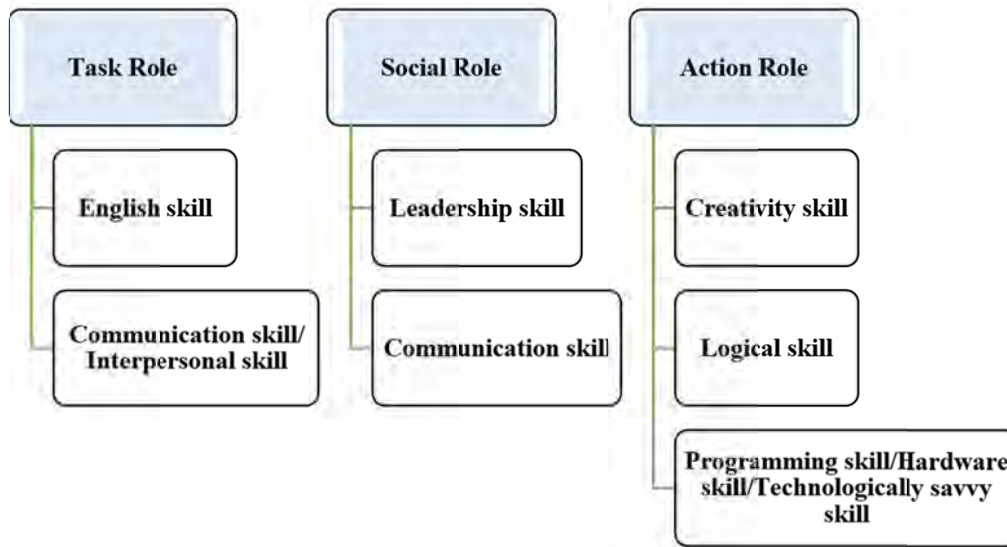 Task Role
English skill
Communication skill/
Interpersonal skill
Social Role
Leadership skill
Communication skill
Action Role
Creativity skill
Logical skill
Programming skill/Hardware
skill/Technologically savvy
skill